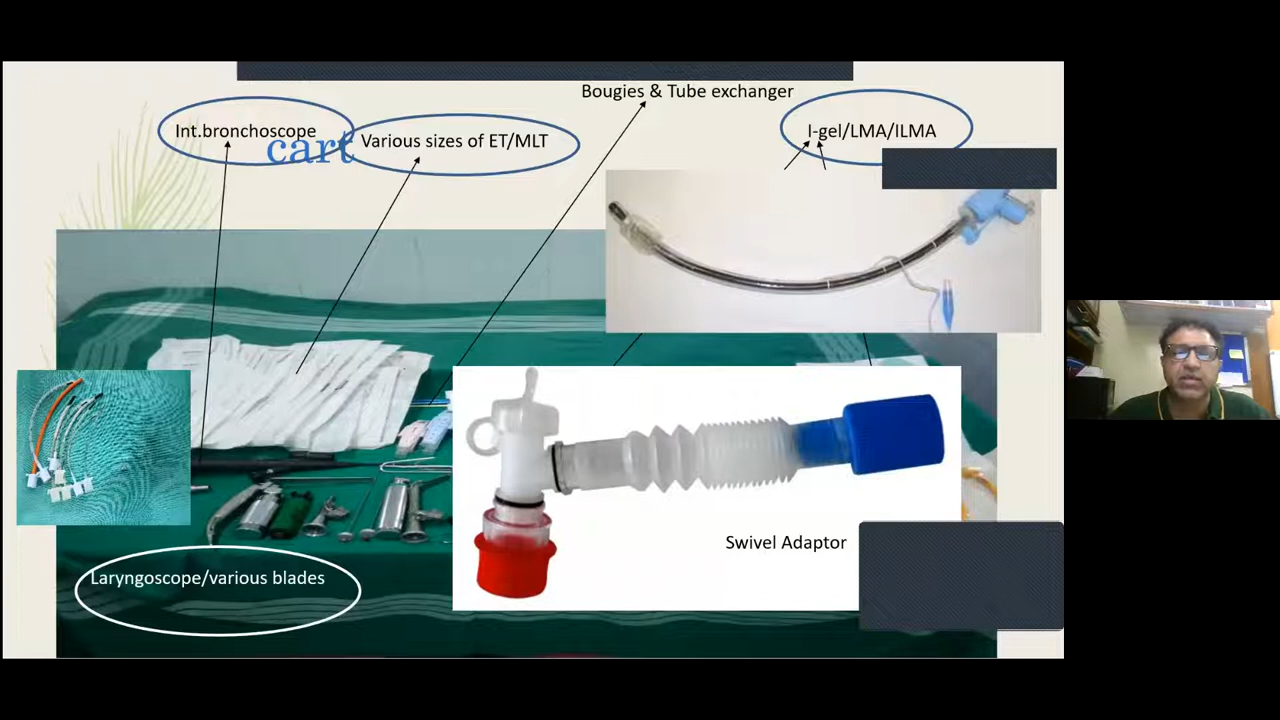 Bougies & Tube exchanger
Int.bronchoscope
cart
Various sizes of ET/MLT
I-gel/LMA/ILMA
Swivel Adaptor
Laryngoscope/various blades